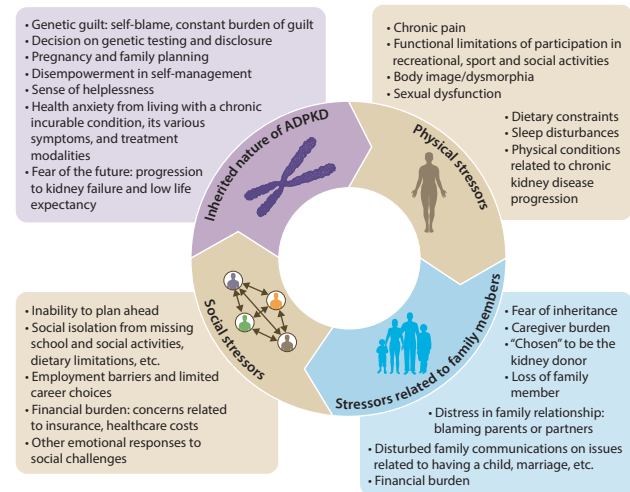 • Genetic guilt: self-blame, constant burden of guilt
• Decision on genetic testing and disclosure
• Pregnancy and family planning
• Disempowerment in self-management
• Sense of helplessness
• Health anxiety from living with a chronic
incurable condition, its various
symptoms, and treatment
modalities
• Fear of the future: progression
to kidney failure and low life
expectancy
• Chronic pain
• Functional limitations of participation in
recreational, sport and social activities
• Body image/dysmorphia
• Sexual dysfunction
• Dietary constraints
• Sleep disturbances
• Physical conditions
related to chronic
kidney disease
progression
Inherited nature of ADPKD
Physical stressors
Social stressors
Stressors related to family members
• Inability to plan ahead
• Social isolation from missing
school and social activities,
dietary limitations, etc.
• Employment barriers and limited
career choices
• Financial burden: concerns related
to insurance, healthcare costs
• Other emotional responses to
social challenges
• Fear of inheritance
• Caregiver burden
• “Chosen” to be the
kidney donor
• Loss of family
member
• Distress in family relationship:
blaming parents or partners
• Disturbed family communications on issues
related to having a child, marriage, etc.
• Financial burden